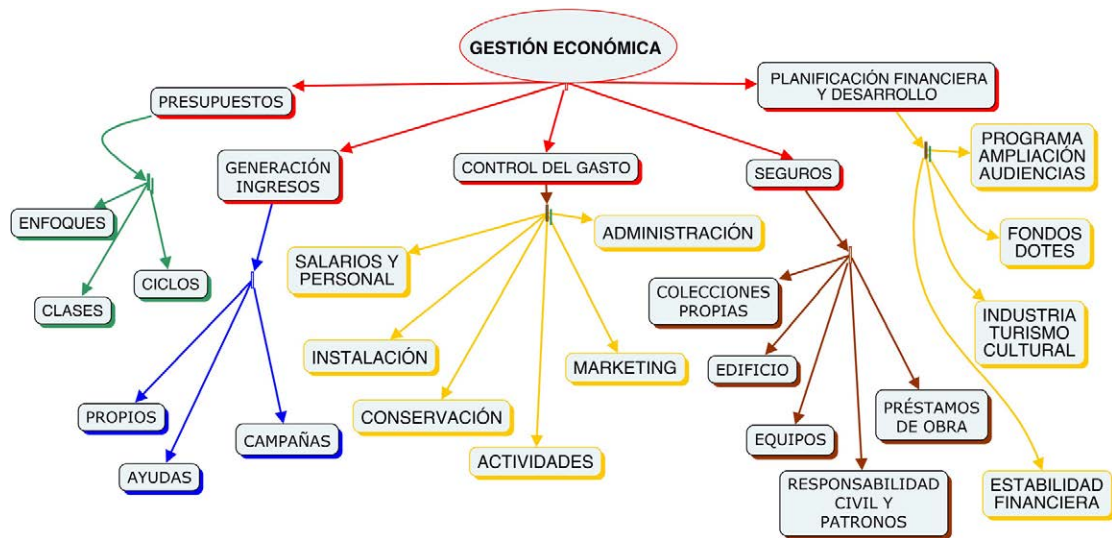 GESTIÓN ECONÓMICA
PRESUPUESTOS
PLANIFICACIÓN FINANCIERA
Y DESARROLLO
GENERACIÓN
INGRESOS
CONTROL DEL GASTO
SEGUROS
PROGRAMA
AMPLIACIÓN
AUDIENCIAS
ENFOQUES
CLASES
CICLOS
SALARIOS Y
PERSONAL
ADMINISTRACIÓN
FONDOS
DOTES
COLECCIONES
PROPIAS
INDUSTRIA
TURISMO
CULTURAL
INSTALACIÓN
MARKETING
EDIFICIO
PROPIOS
CAMPAÑAS
AYUDAS
CONSERVACIÓN
ACTIVIDADES
EQUIPOS
PRÉSTAMOS
DE OBRA
RESPONSABILIDAD
CIVIL Y
PATRONOS
ESTABILIDAD
FINANCIERA